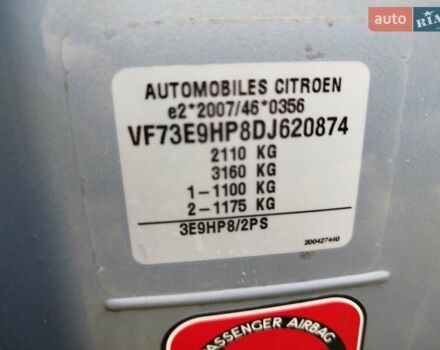 auto RIA
AUTOMOBILES CITROEN
e2*2007/46*0356
VF73E9HP8DJ620874
2110 KG
3160 KG
1-1100 KG
2-1175 KG
3E9HP8/2PS
200427440
PASSENGER AIRBAG